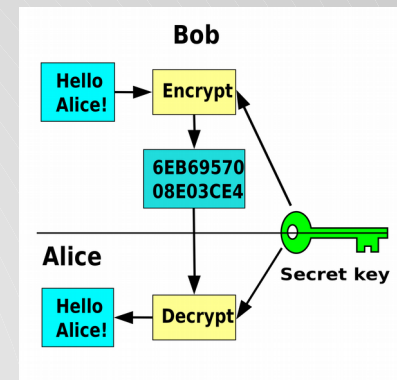 Bob
Hello
Alice!
Encrypt
6EB69570
08E03CE4
Alice
Secret key
Hello
Alice!
Decrypt